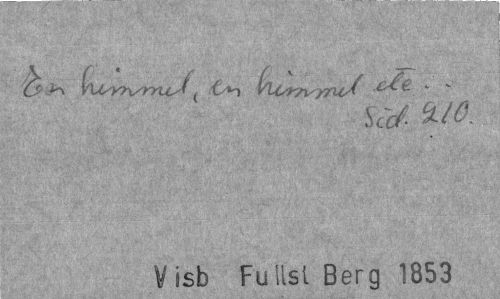 En himmel, en himmel etc...
Sid. 210.
Visb Fullst Berg 1853